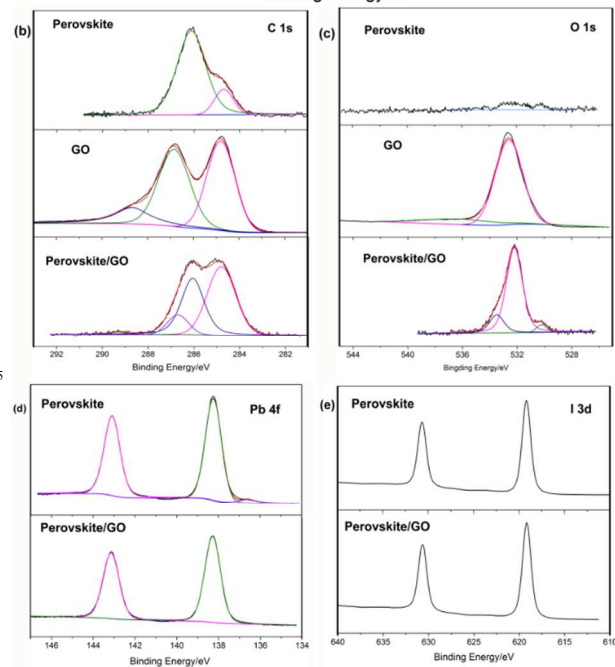 (b)
Perovskite
C 1s
GO
Perovskite/GO
292 290 288 286 284 282
Binding Energy/eV
(c)
Perovskite
O 1s
GO
Perovskite/GO
544 540 536 532 528
Bingding Energy/eV
5
(d)
Perovskite
Pb 4f
Perovskite/GO
146 144 142 140 138 136 134
Binding Energy/eV
(e)
Perovskite
I 3d
Perovskite/GO
640 635 630 625 620 615 610
Binding Energy/eV